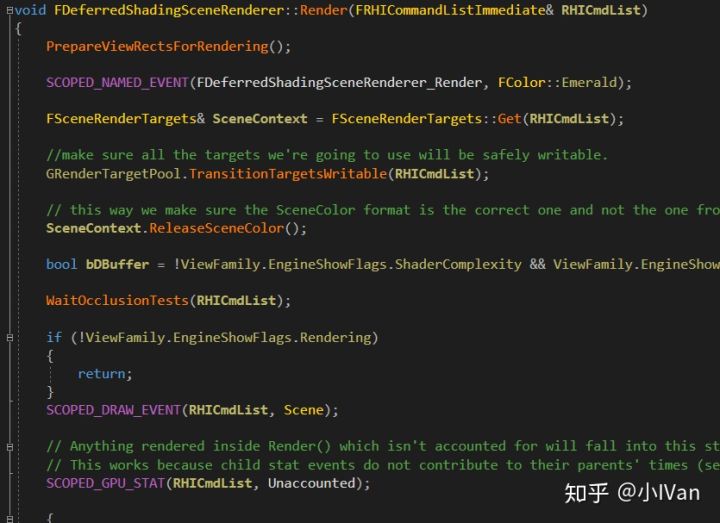 void FDeferredShadingSceneRenderer::Render(FRHICommandListImmediate& RHICmdList)
{
PrepareViewRectsForRendering();
SCOPED_NAMED_EVENT(FDeferredShadingSceneRenderer_Render, FColor::Emerald);
FSceneRenderTargets& SceneContext = FSceneRenderTargets::Get(RHICmdList);
//make sure all the targets we're going to use will be safely writable.
GRenderTargetPool.TransitionTargetsWritable(RHICmdList);
// this way we make sure the SceneColor format is the correct one and not the one fro
SceneContext.ReleaseSceneColor();
bool bDBuffer = !ViewFamily.EngineShowFlags.ShaderComplexity && ViewFamily.EngineShow
WaitOcclusionTests(RHICmdList);
if (!ViewFamily.EngineShowFlags.Rendering)
{
return;
}
SCOPED_DRAW_EVENT(RHICmdList, Scene);
// Anything rendered inside Render() which isn't accounted for will fall into this st
// This works because child stat events do not contribute to their parents' times (se
SCOPED_GPU_STAT(RHICmdList, Unaccounted);
{
知乎 @小IVan